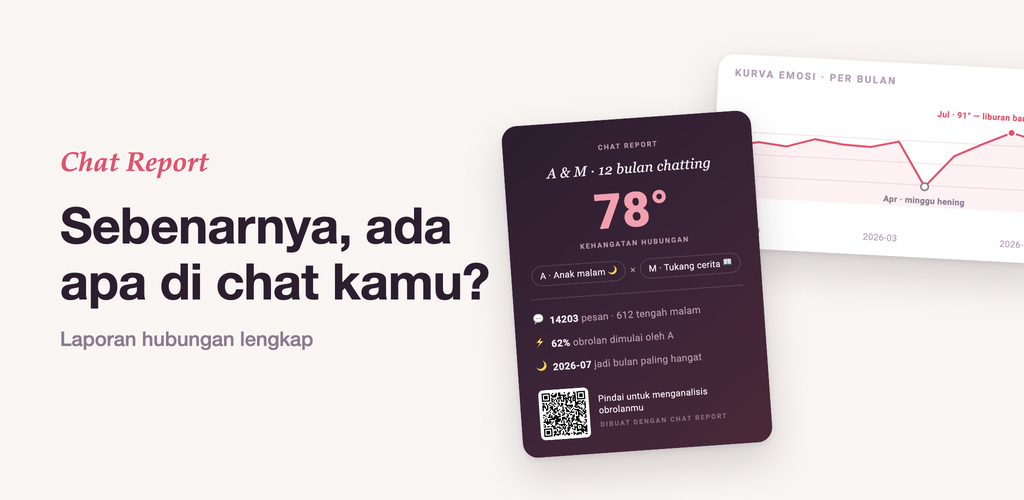 Chat Report
Sebenarnya, ada
apa di chat kamu?
Laporan hubungan lengkap
CHAT REPORT
A & M · 12 bulan chatting
78°
KEHANGATAN HUBUNGAN
A · Anak malam 🌙 × M · Tukang cerita 📖
💬 14203 pesan · 612 tengah malam
⚡ 62% obrolan dimulai oleh A
🌙 2026-07 jadi bulan paling hangat
Pindai untuk menganalisis
obrolanmu
DIBUAT DENGAN CHAT REPORT
KURVA EMOSI · PER BULAN
Jul · 91° — liburan
Apr · minggu hening
2026-03